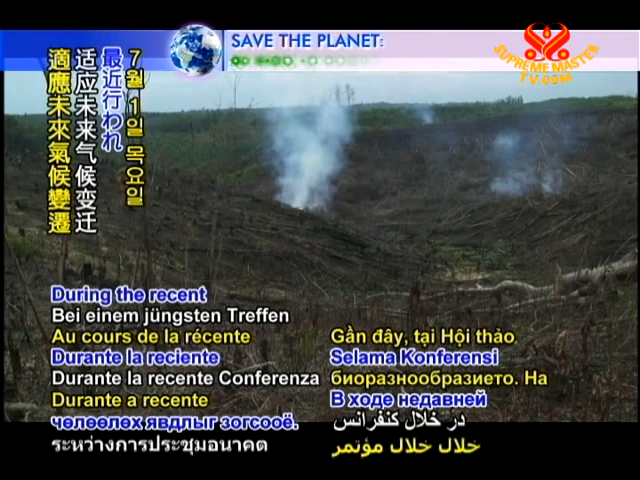 SAVE THE PLANET:
SUPREME MASTER
TV.COM
7월 1일 목요일
最近行われ
适应未来气候变迁
適應未來氣候變遷
During the recent
Bei einem jüngsten Treffen
Au cours de la récente
Durante la reciente
Durante la recente Conferenza
Durante a recente
чөлөөлөх явдлыг зогсооё.
ระหว่างการประชุมอนาคต
Gần đây, tại Hội thảo
Selama Konferensi
биоразнообразието. На
В ходе недавней
در خلال کنفرانس
خلال خلال مؤتمر